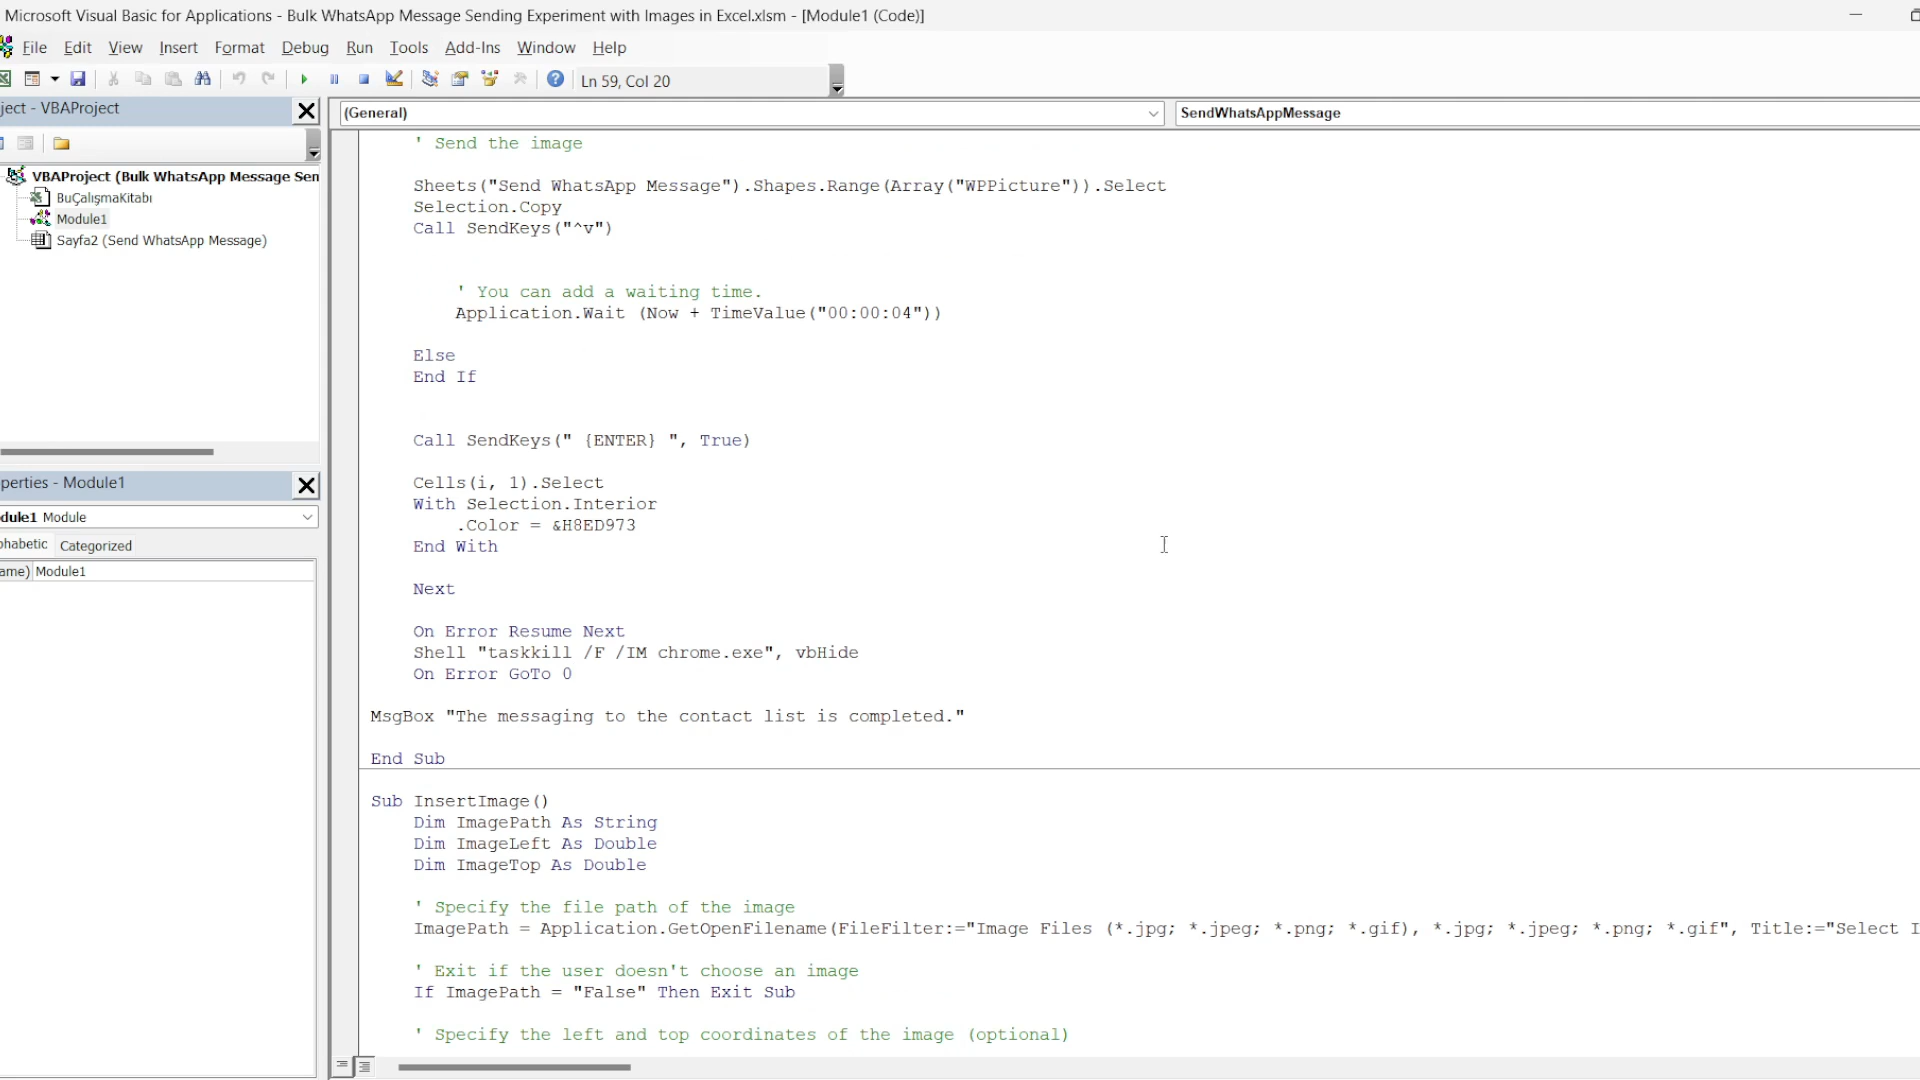 Microsoft Visual Basic for Applications - Bulk WhatsApp Message Sending Experiment with Images in Excel.xlsm - [Module1 (Code)]
File Edit View Insert Format Debug Run Tools Add-Ins Window Help
Ln 59, Col 20
ject - VBAProject
(General)
SendWhatsAppMessage
VBAProject (Bulk WhatsApp Message Sen
BuÇalışmaKitabı
Module1
Sayfa2 (Send WhatsApp Message)
perties - Module1
dule1 Module
phabetic Categorized
ame) Module1
' Send the image
Sheets("Send WhatsApp Message").Shapes.Range(Array("WPPicture")).Select
Selection.Copy
Call SendKeys("^v")
' You can add a waiting time.
Application.Wait (Now + TimeValue("00:00:04"))
Else
End If
Call SendKeys(" {ENTER} ", True)
Cells(i, 1).Select
With Selection.Interior
.Color = &H8ED973
End With
Next
On Error Resume Next
Shell "taskkill /F /IM chrome.exe", vbHide
On Error GoTo 0
MsgBox "The messaging to the contact list is completed."
End Sub
Sub InsertImage()
Dim ImagePath As String
Dim ImageLeft As Double
Dim ImageTop As Double
' Specify the file path of the image
ImagePath = Application.GetOpenFilename(FileFilter:="Image Files (*.jpg; *.jpeg; *.png; *.gif), *.jpg; *.jpeg; *.png; *.gif", Title:="Select I
' Exit if the user doesn't choose an image
If ImagePath = "False" Then Exit Sub
' Specify the left and top coordinates of the image (optional)